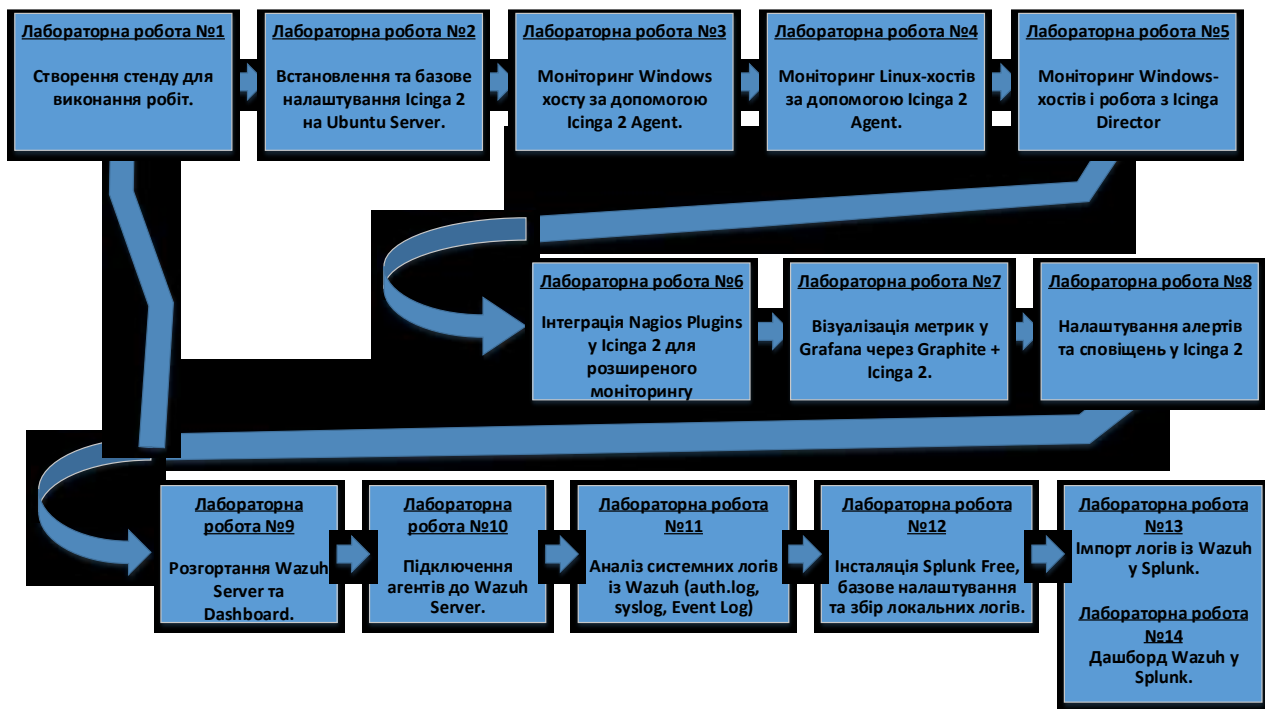 Лабораторна робота №1
Створення стенду для
виконання робіт.
Лабораторна робота №2
Встановлення та базове
налаштування Icinga 2
на Ubuntu Server.
Лабораторна робота №3
Моніторинг Windows
хосту за допомогою
Icinga 2 Agent.
Лабораторна робота №4
Моніторинг Linux-хостів
за допомогою Icinga 2
Agent.
Лабораторна робота №5
Моніторинг Windows-
хостів і робота з Icinga
Director
Лабораторна робота №6
Інтеграція Nagios Plugins
у Icinga 2 для
розширеного
моніторингу
Лабораторна робота №7
Візуалізація метрик у
Grafana через Graphite +
Icinga 2.
Лабораторна робота №8
Налаштування алертів
та сповіщень у Icinga 2
Лабораторна
робота №9
Розгортання Wazuh
Server та
Dashboard.
Лабораторна
робота №10
Підключення
агентів до Wazuh
Server.
Лабораторна робота
№11
Аналіз системних логів
із Wazuh (auth.log,
syslog, Event Log)
Лабораторна робота
№12
Інсталяція Splunk Free,
базове налаштування
та збір локальних логів.
Лабораторна робота
№13
Імпорт логів із Wazuh
у Splunk.
Лабораторна робота
№14
Дашборд Wazuh у
Splunk.